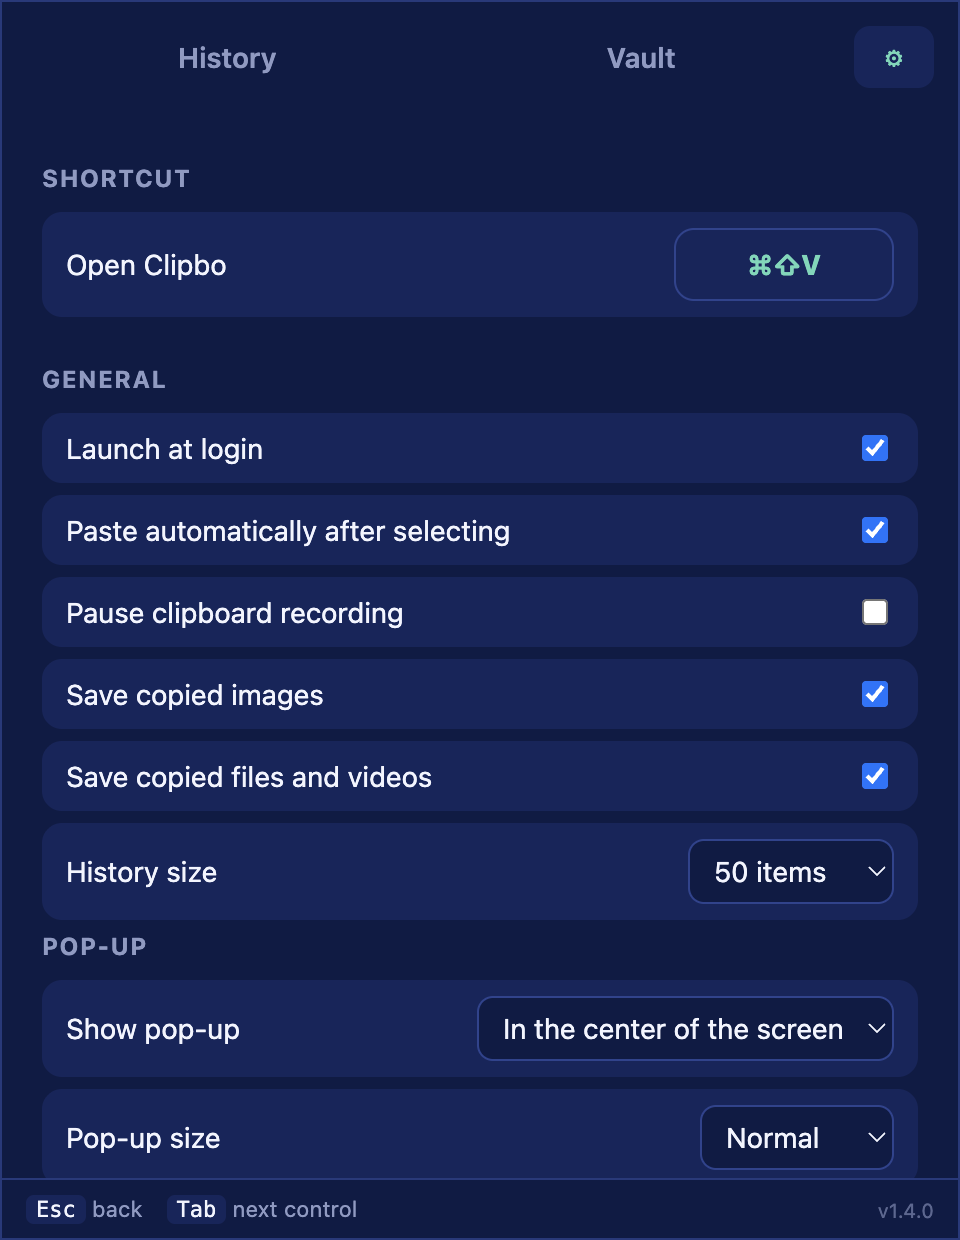 History
Vault
⚙
SHORTCUT
Open Clipbo
⌘⇧V
GENERAL
Launch at login
Paste automatically after selecting
Pause clipboard recording
Save copied images
Save copied files and videos
History size
50 items
POP-UP
Show pop-up
In the center of the screen
Pop-up size
Normal
Esc back Tab next control
v1.4.0